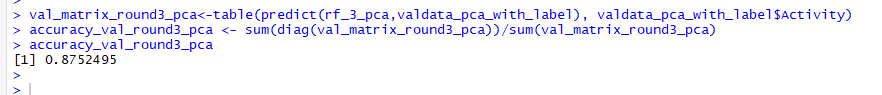 >
> val_matrix_round3_pca<-table(predict(rf_3_pca,valdata_pca_with_label), valdata_pca_with_label$Activity)
> accuracy_val_round3_pca <- sum(diag(val_matrix_round3_pca))/sum(val_matrix_round3_pca)
> accuracy_val_round3_pca
[1] 0.8752495
>
>